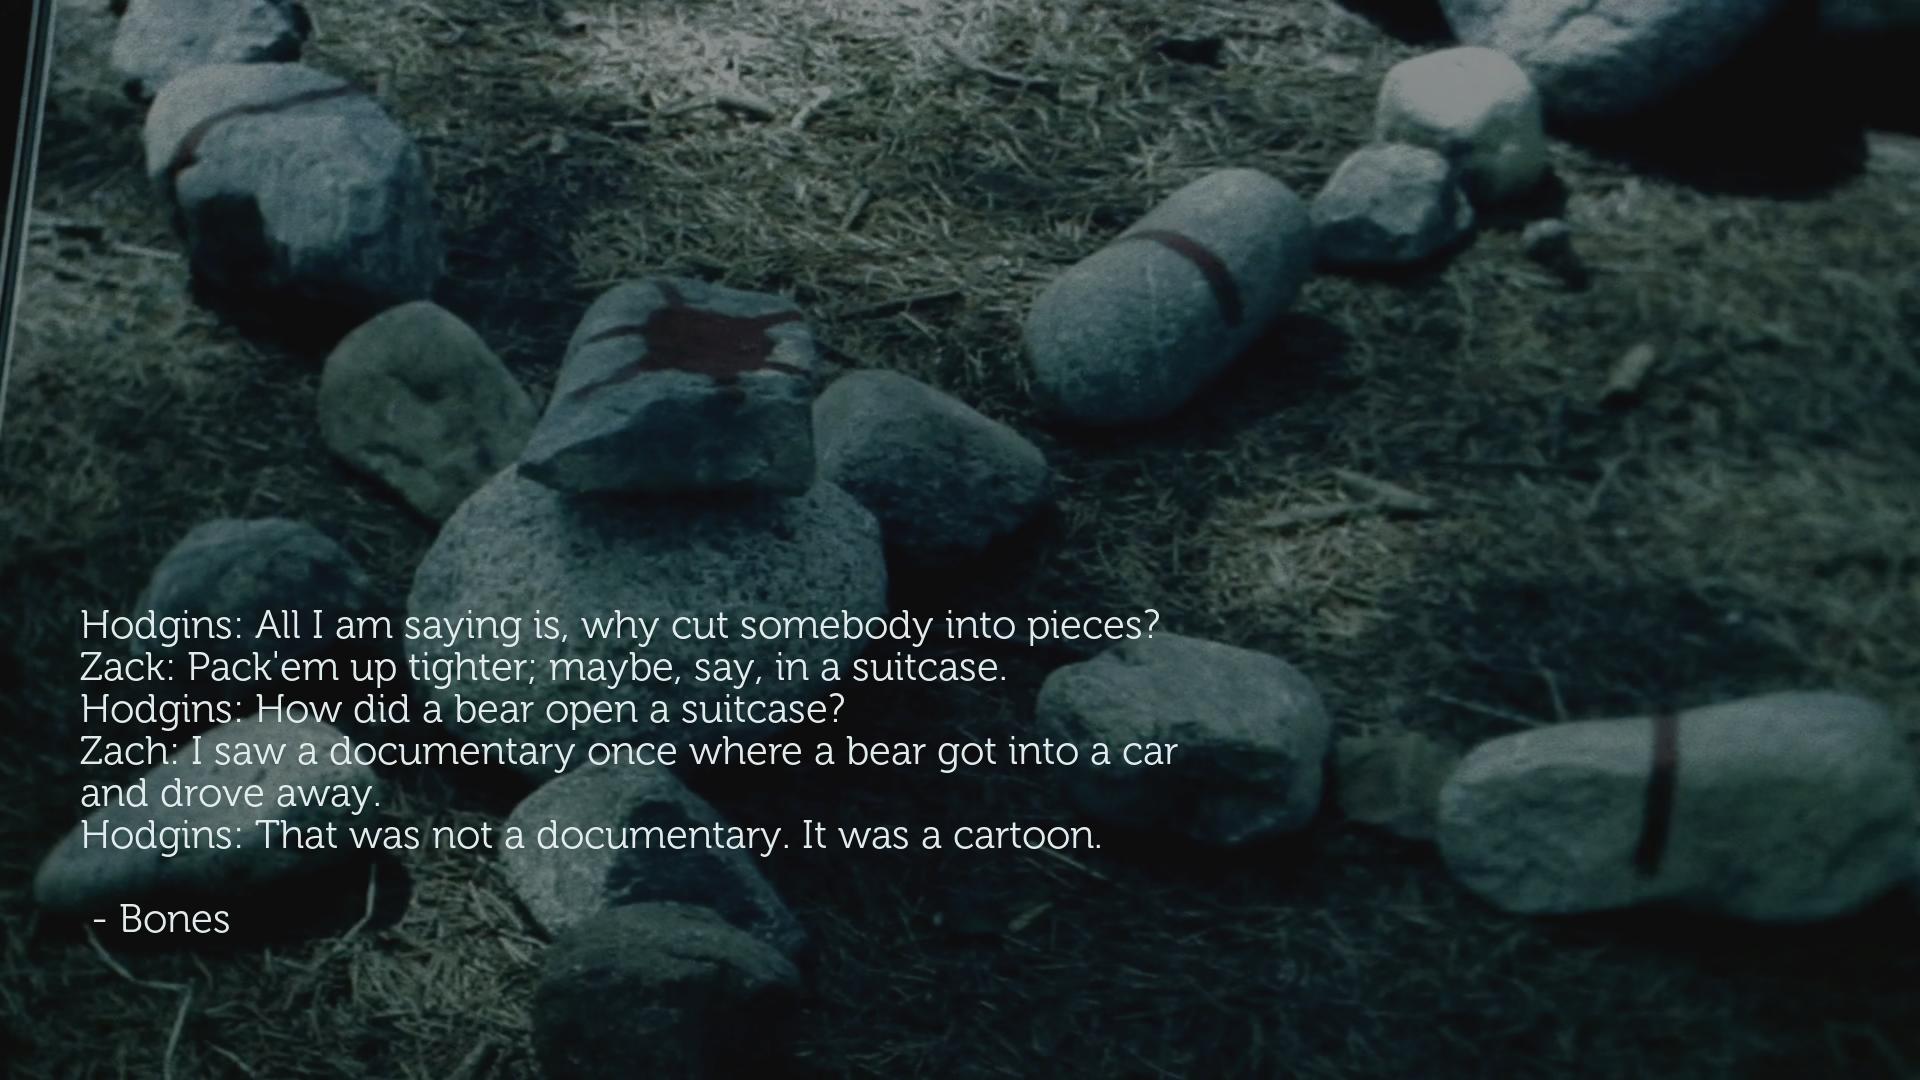 Hodgins: All I am saying is, why cut somebody into pieces?
Zack: Pack'em up tighter; maybe, say, in a suitcase.
Hodgins: How did a bear open a suitcase?
Zach: I saw a documentary once where a bear got into a car
and drove away.
Hodgins: That was not a documentary. It was a cartoon.
- Bones